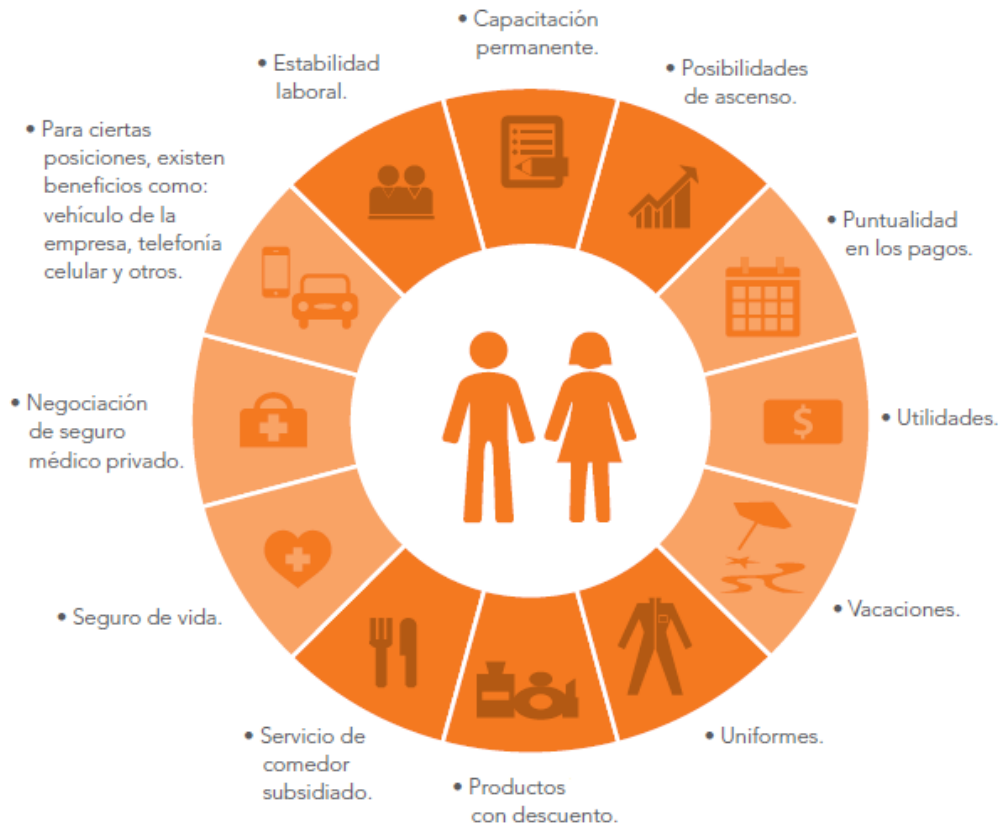 • Capacitación
permanente.
• Posibilidades
de ascenso.
• Puntualidad
en los pagos.
• Utilidades.
• Vacaciones.
• Uniformes.
• Productos
con descuento.
• Servicio de
comedor
subsidiado.
• Seguro de vida.
• Negociación
de seguro
médico privado.
• Para ciertas
posiciones, existen
beneficios como:
vehículo de la
empresa, telefonía
celular y otros.
• Estabilidad
laboral.
$